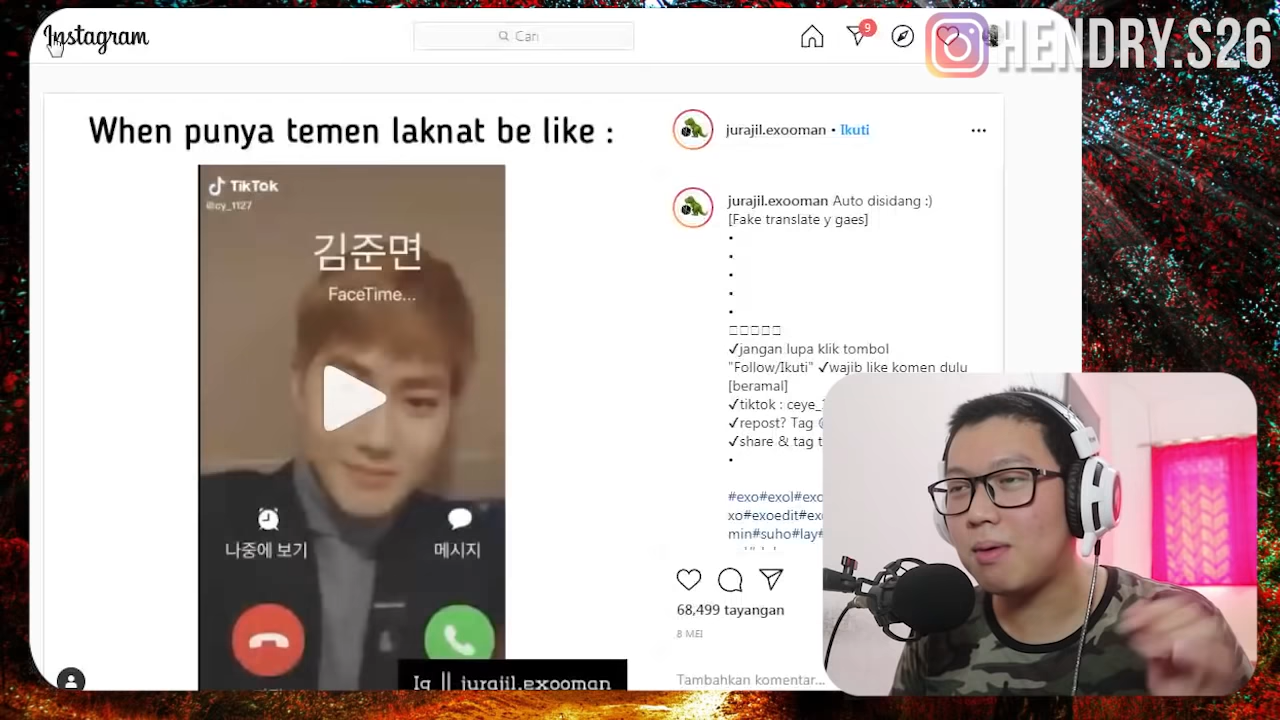 Instagram
Cari
9
HENDRY.S26
When punya temen laknat be like :
TikTok
@cy_1127
김준면
FaceTime...
나중에 보기
메시지
Ig || jurajil.exooman
jurajil.exooman • Ikuti
jurajil.exooman Auto disidang :)
[Fake translate y gaes]
•
•
•
•
•
✓jangan lupa klik tombol
"Follow/Ikuti" ✓wajib like komen dulu
[beramal]
✓tiktok : ceye_
✓repost? Tag
✓share & tag t
•
#exo#exol#exo
xo#exoedit#ex
min#suho#lay#
68,499 tayangan
8 MEI
Tambahkan komentar...